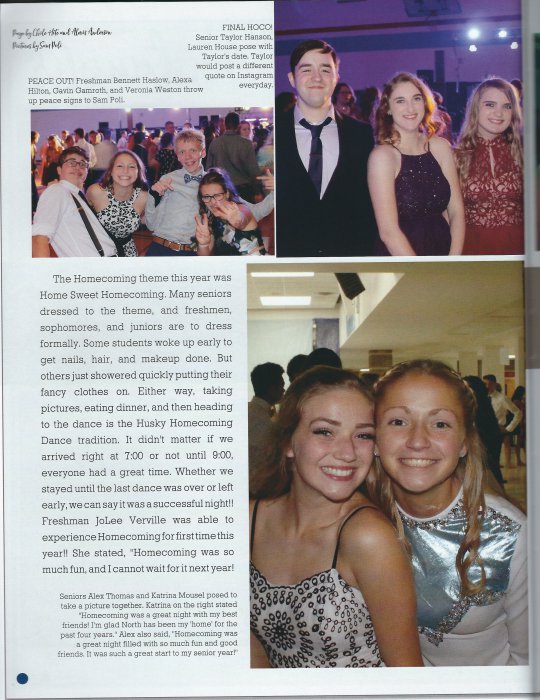 Page by Chole Hots and Alexis Anderson
Pictures by Sam Poli
FINAL HOCO!
Senior Taylor Hanson,
Lauren House pose with
Taylor's date. Taylor
would post a different
quote on Instagram
everyday.
PEACE OUT! Freshman Bennett Haslow, Alexa
Hilton, Gavin Gamroth, and Veronia Weston throw
up peace signs to Sam Poli.
The Homecoming theme this year was
Home Sweet Homecoming. Many seniors
dressed to the theme, and freshmen,
sophomores, and juniors are to dress
formally. Some students woke up early to
get nails, hair, and makeup done. But
others just showered quickly putting their
fancy clothes on. Either way, taking
pictures, eating dinner, and then heading
to the dance is the Husky Homecoming
Dance tradition. It didn't matter if we
arrived right at 7:00 or not until 9:00,
everyone had a great time. Whether we
stayed until the last dance was over or left
early, we can say it was a successful night!!
Freshman JoLee Verville was able to
experience Homecoming for first time this
year!! She stated, "Homecoming was so
much fun, and I cannot wait for it next year!
Seniors Alex Thomas and Katrina Mousel posed to
take a picture together. Katrina on the right stated
"Homecoming was a great night with my best
friends! I'm glad North has been my 'home' for the
past four years." Alex also said, "Homecoming was
a great night filled with so much fun and good
friends. It was such a great start to my senior year!"